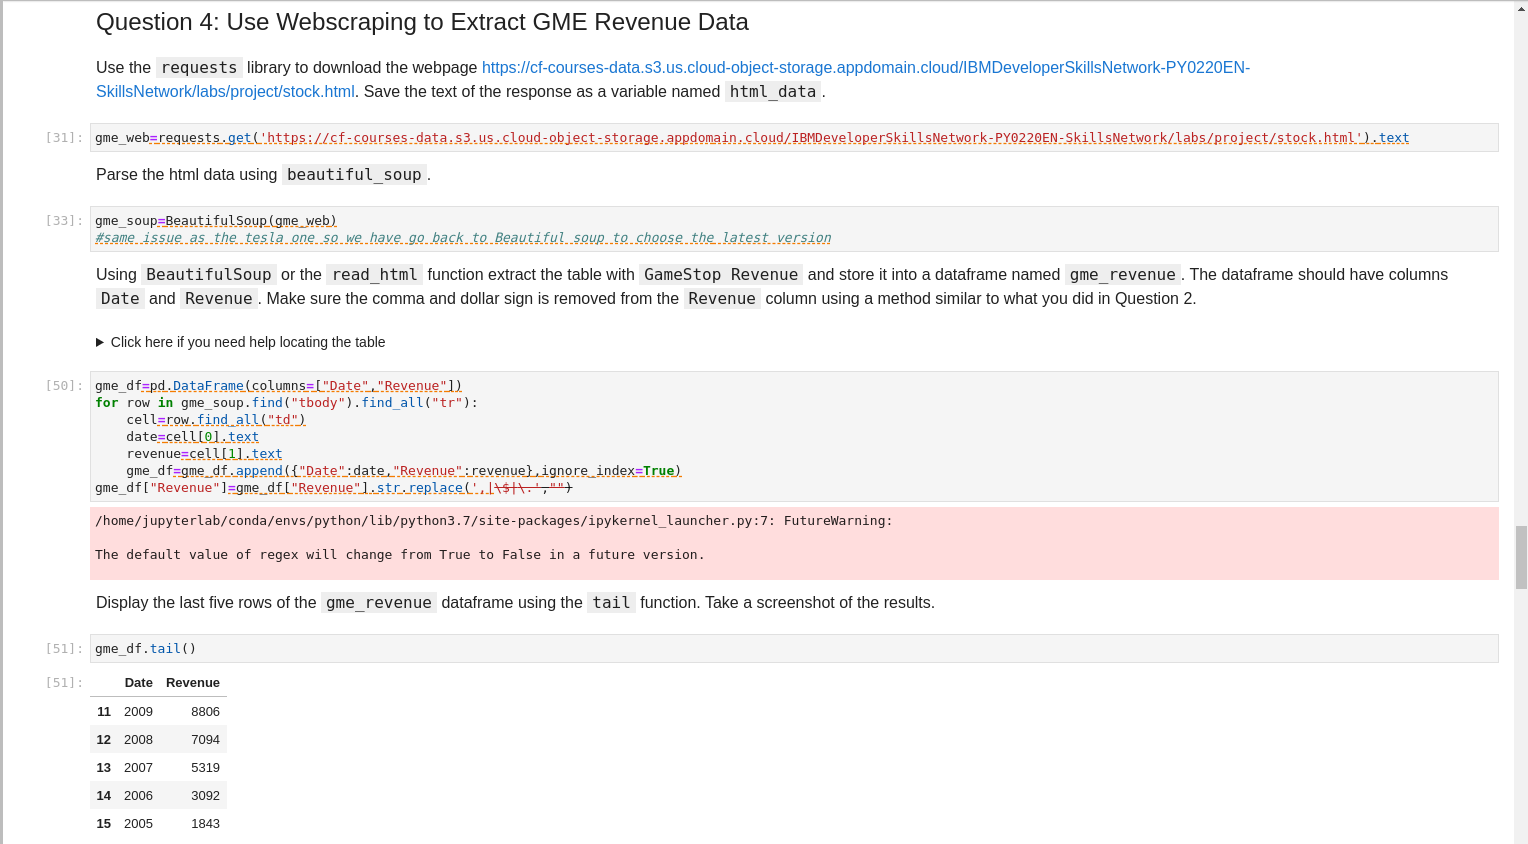 Question 4: Use Webscraping to Extract GME Revenue Data
Use the requests library to download the webpage https://cf-courses-data.s3.us.cloud-object-storage.appdomain.cloud/IBMDeveloperSkillsNetwork-PY0220EN-
SkillsNetwork/labs/project/stock.html. Save the text of the response as a variable named html_data.
[31]: gme_web=requests.get('https://cf-courses-data.s3.us.cloud-object-storage.appdomain.cloud/IBMDeveloperSkillsNetwork-PY0220EN-SkillsNetwork/labs/project/stock.html').text
Parse the html data using beautiful_soup.
[33]: gme_soup=BeautifulSoup(gme_web)
#same issue as the tesla one so we have go back to Beautiful soup to choose the latest version
Using BeautifulSoup or the read_html function extract the table with GameStop Revenue and store it into a dataframe named gme_revenue. The dataframe should have columns
Date and Revenue. Make sure the comma and dollar sign is removed from the Revenue column using a method similar to what you did in Question 2.
▶ Click here if you need help locating the table
[50]: gme_df=pd.DataFrame(columns=["Date","Revenue"])
for row in gme_soup.find("tbody").find_all("tr"):
    cell=row.find_all("td")
    date=cell[0].text
    revenue=cell[1].text
    gme_df=gme_df.append({"Date":date,"Revenue":revenue},ignore_index=True)
gme_df["Revenue"]=gme_df["Revenue"].str.replace(',|\$|\.',"")
/home/jupyterlab/conda/envs/python/lib/python3.7/site-packages/ipykernel_launcher.py:7: FutureWarning:
The default value of regex will change from True to False in a future version.
Display the last five rows of the gme_revenue dataframe using the tail function. Take a screenshot of the results.
[51]: gme_df.tail()
[51]: Date Revenue
11 2009 8806
12 2008 7094
13 2007 5319
14 2006 3092
15 2005 1843